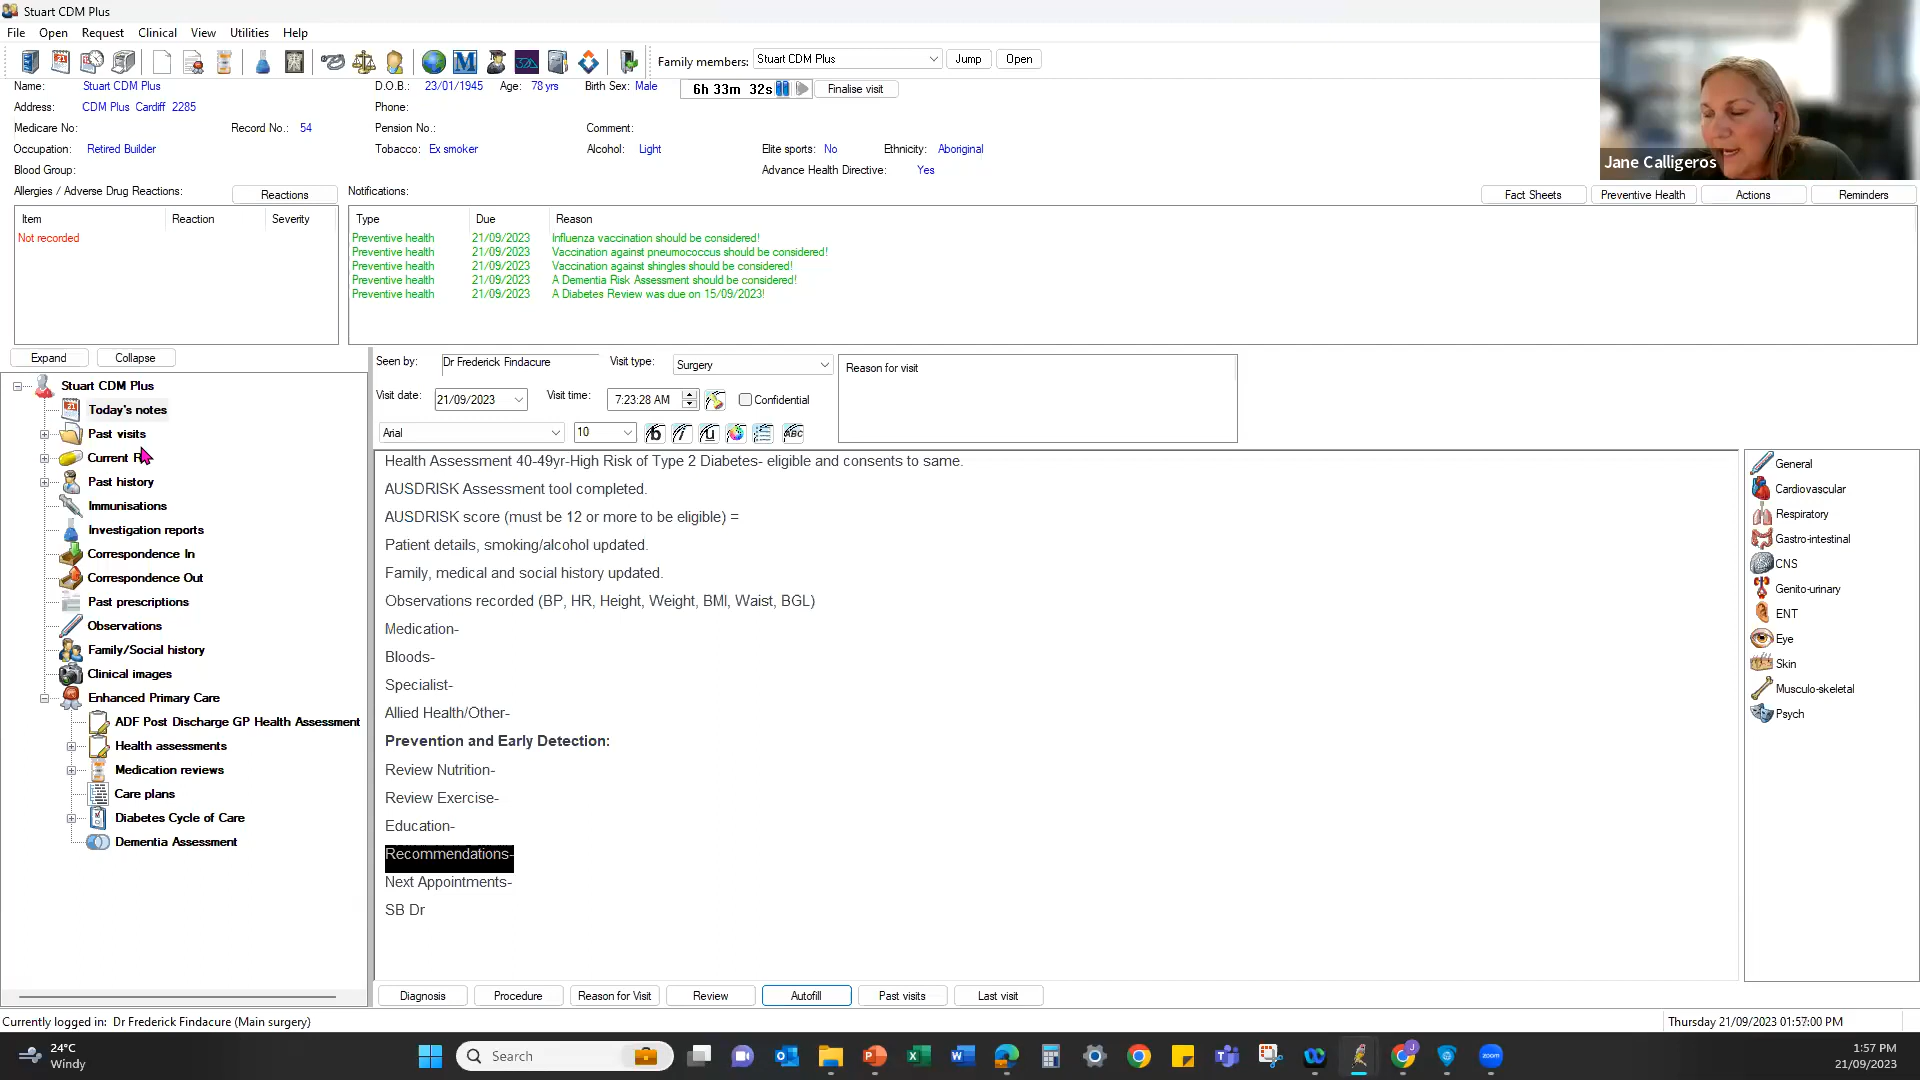 Stuart CDM Plus
File Open Request Clinical View Utilities Help
Family members: Stuart CDM Plus Jump Open
Name: Stuart CDM Plus D.O.B.: 23/01/1945 Age: 78 yrs Birth Sex: Male 6h 33m 32s Finalise visit
Address: CDM Plus Cardiff 2285 Phone:
Medicare No: Record No.: 54 Pension No.: Comment:
Occupation: Retired Builder Tobacco: Ex smoker Alcohol: Light Elite sports: No Ethnicity: Aboriginal
Blood Group: Advance Health Directive: Yes
Jane Calligeros
Allergies / Adverse Drug Reactions: Reactions Notifications: Fact Sheets Preventive Health Actions Reminders
Item Reaction Severity Type Due Reason
Not recorded
Preventive health 21/09/2023 Influenza vaccination should be considered!
Preventive health 21/09/2023 Vaccination against pneumococcus should be considered!
Preventive health 21/09/2023 Vaccination against shingles should be considered!
Preventive health 21/09/2023 A Dementia Risk Assessment should be considered!
Preventive health 21/09/2023 A Diabetes Review was due on 15/09/2023!
Expand Collapse
Stuart CDM Plus
Today's notes
Past visits
Current
Past history
Immunisations
Investigation reports
Correspondence In
Correspondence Out
Past prescriptions
Observations
Family/Social history
Clinical images
Enhanced Primary Care
ADF Post Discharge GP Health Assessment
Health assessments
Medication reviews
Care plans
Diabetes Cycle of Care
Dementia Assessment
Seen by: Dr Frederick Findacure Visit type: Surgery Reason for visit
Visit date: 21/09/2023 Visit time: 7:23:28 AM Confidential
Arial 10 b i u ABC
Health Assessment 40-49yr-High Risk of Type 2 Diabetes- eligible and consents to same.
AUSDRISK Assessment tool completed.
AUSDRISK score (must be 12 or more to be eligible) =
Patient details, smoking/alcohol updated.
Family, medical and social history updated.
Observations recorded (BP, HR, Height, Weight, BMI, Waist, BGL)
Medication-
Bloods-
Specialist-
Allied Health/Other-
Prevention and Early Detection:
Review Nutrition-
Review Exercise-
Education-
Recommendations-
Next Appointments-
SB Dr
General
Cardiovascular
Respiratory
Gastro-intestinal
CNS
Genito-urinary
ENT
Eye
Skin
Musculo-skeletal
Psych
Diagnosis Procedure Reason for Visit Review Autofill Past visits Last visit
Currently logged in: Dr Frederick Findacure (Main surgery) Thursday 21/09/2023 01:57:00 PM
24°C
Windy
Search
zoom
1:57 PM
21/09/2023